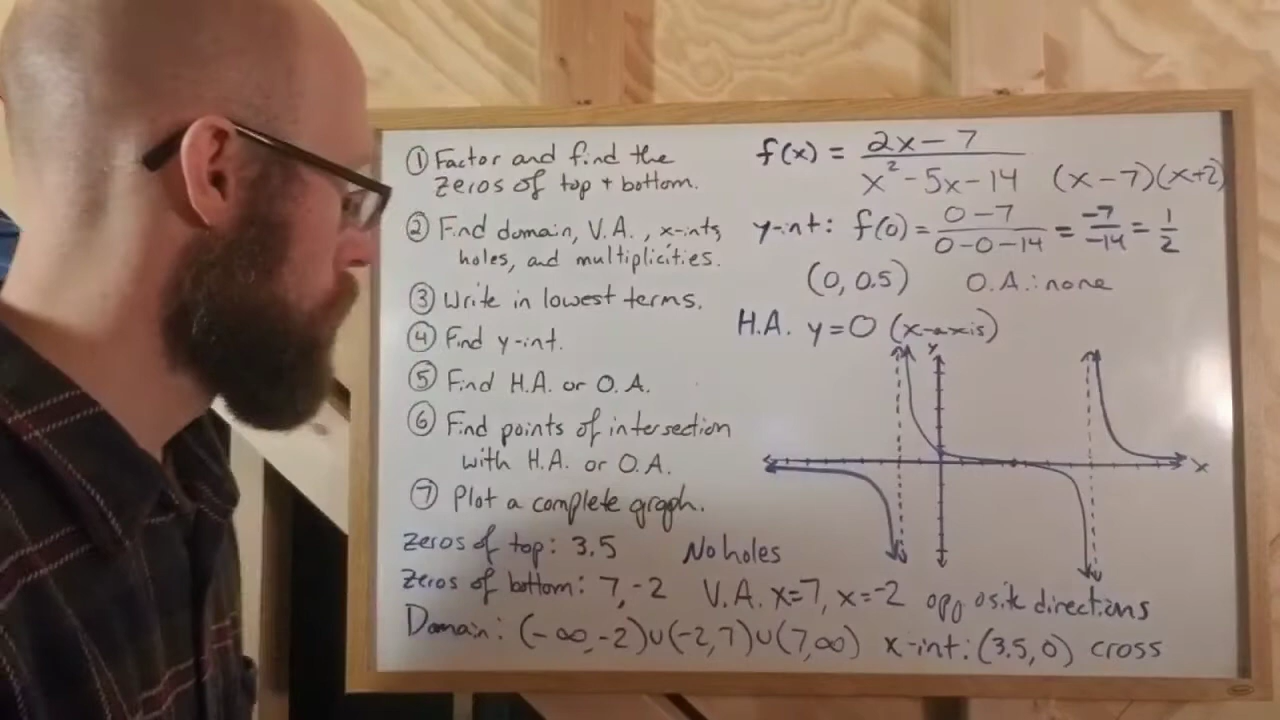 ① Factor and find the
zeros of top + bottom.
② Find domain, V.A., x-ints,
holes, and multiplicities.
③ Write in lowest terms.
④ Find y-int.
⑤ Find H.A. or O.A.
⑥ Find points of intersection
with H.A. or O.A.
⑦ Plot a complete graph.
f(x) = (2x - 7)/(x² - 5x - 14) (x-7)(x+2)
y-int: f(0) = (0-7)/(0-0-14) = -7/-14 = 1/2
(0, 0.5) O.A.: none
H.A. y=0 (x-axis)
y
x
zeros of top: 3.5 No holes
zeros of bottom: 7, -2 V.A. x=7, x=-2 opposite directions
Domain: (-∞,-2)∪(-2,7)∪(7,∞) x-int: (3.5, 0) cross